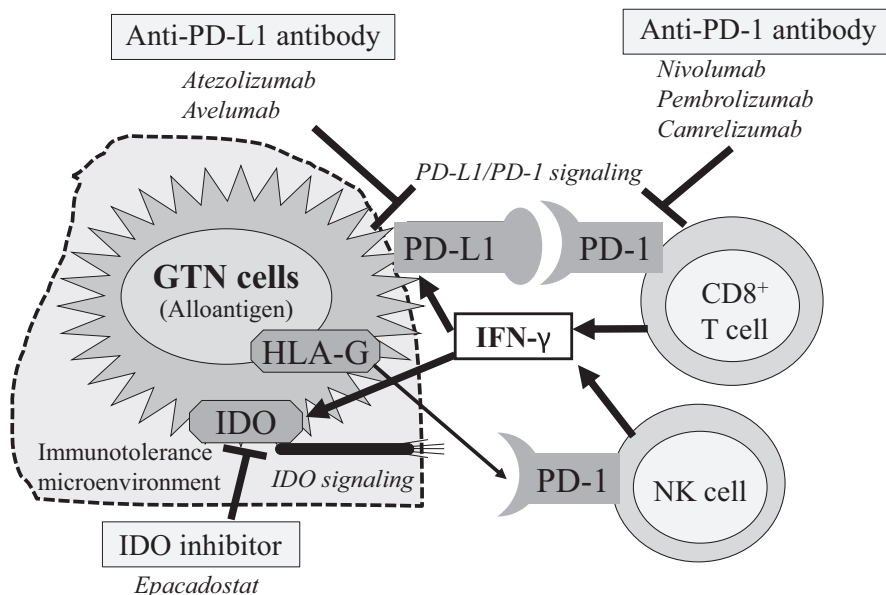 Anti-PD-L1 antibody
Atezolizumab
Avelumab
Anti-PD-1 antibody
Nivolumab
Pembrolizumab
Camrelizumab
PD-L1/PD-1 signaling
PD-L1
PD-1
GTN cells
(Alloantigen)
CD8+
T cell
IFN-γ
HLA-G
IDO
Immunotolerance
microenvironment
IDO signaling
PD-1
NK cell
IDO inhibitor
Epacadostat